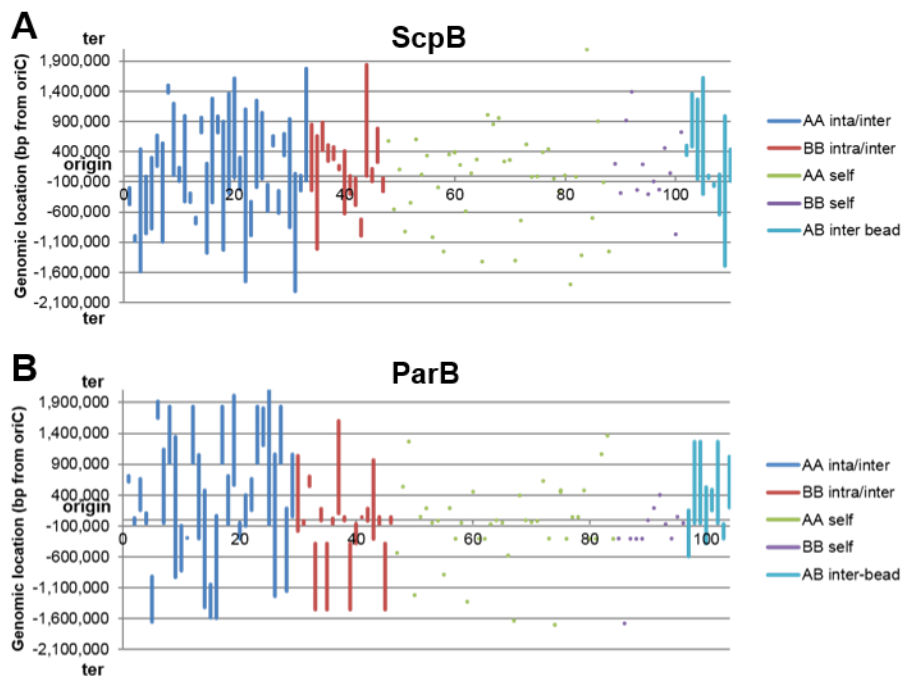 A
ter
ScpB
Genomic location (bp from oriC)
1,900,000
1,400,000
900,000
400,000
origin
-100,000
-600,000
-1,100,000
-1,600,000
-2,100,000
ter
0 20 40 60 80 100
AA inta/inter
BB intra/inter
AA self
BB self
AB inter bead
B
ter
ParB
Genomic location (bp from oriC)
1,900,000
1,400,000
900,000
400,000
origin
-100,000
-600,000
-1,100,000
-1,600,000
-2,100,000
ter
0 20 40 60 80 100
AA inta/inter
BB intra/inter
AA self
BB self
AB inter-bead